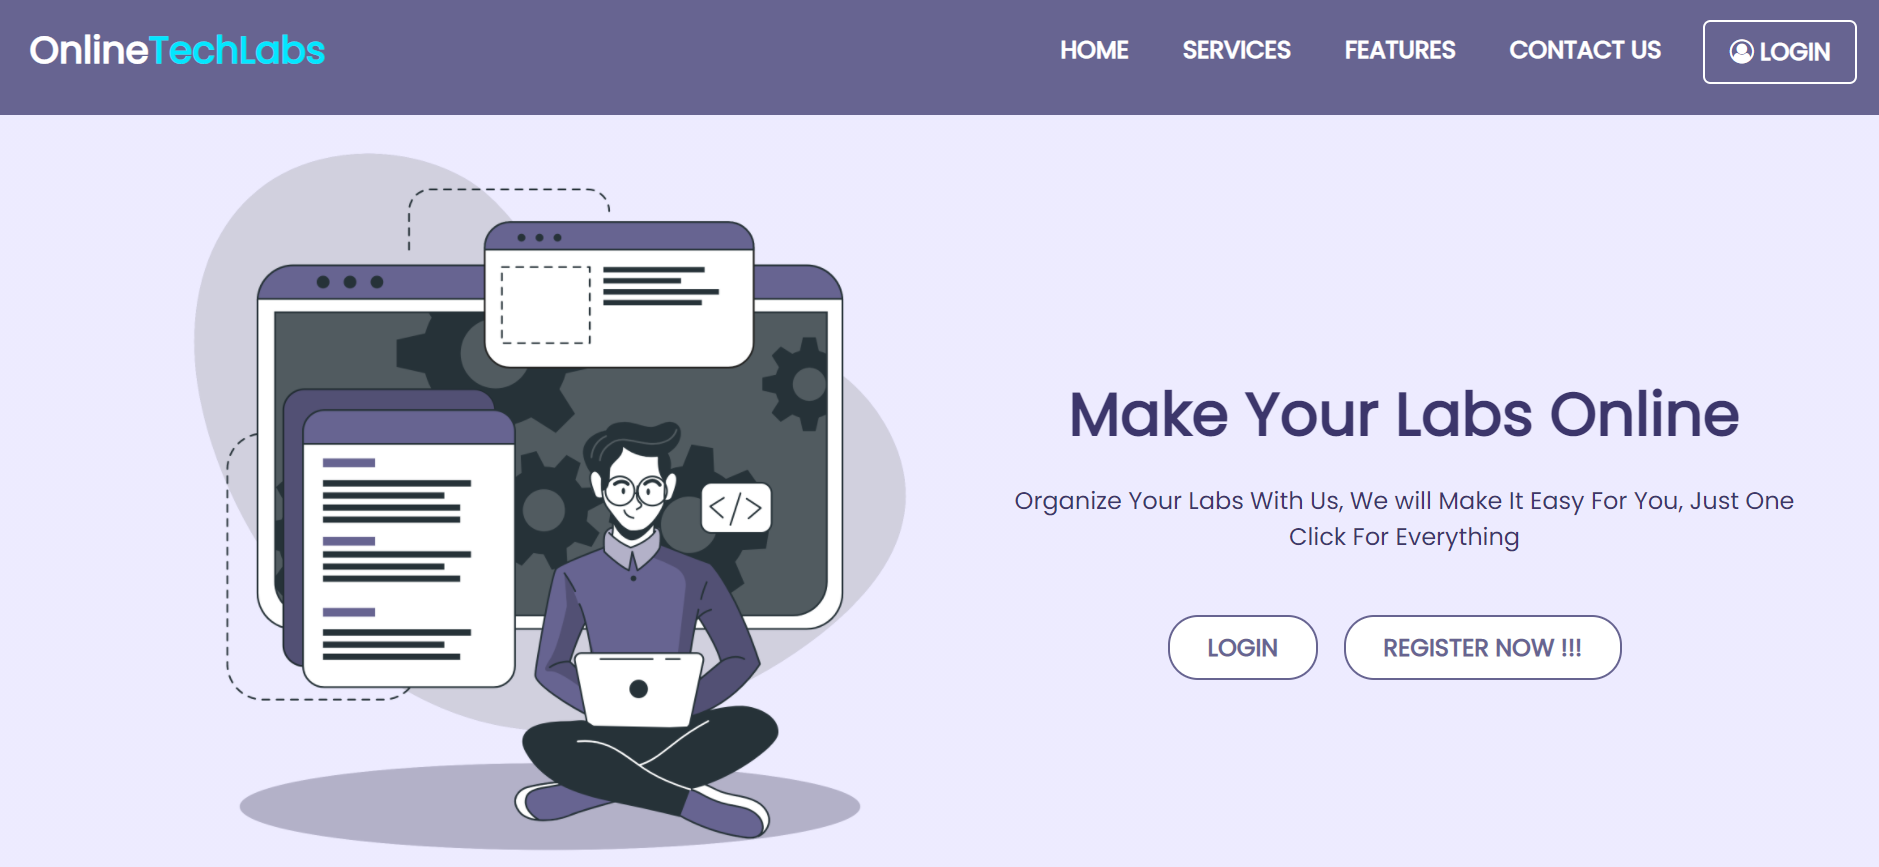 OnlineTechLabs
HOME SERVICES FEATURES CONTACT US LOGIN
</>
Make Your Labs Online
Organize Your Labs With Us, We will Make It Easy For You, Just One
Click For Everything
LOGIN REGISTER NOW !!!